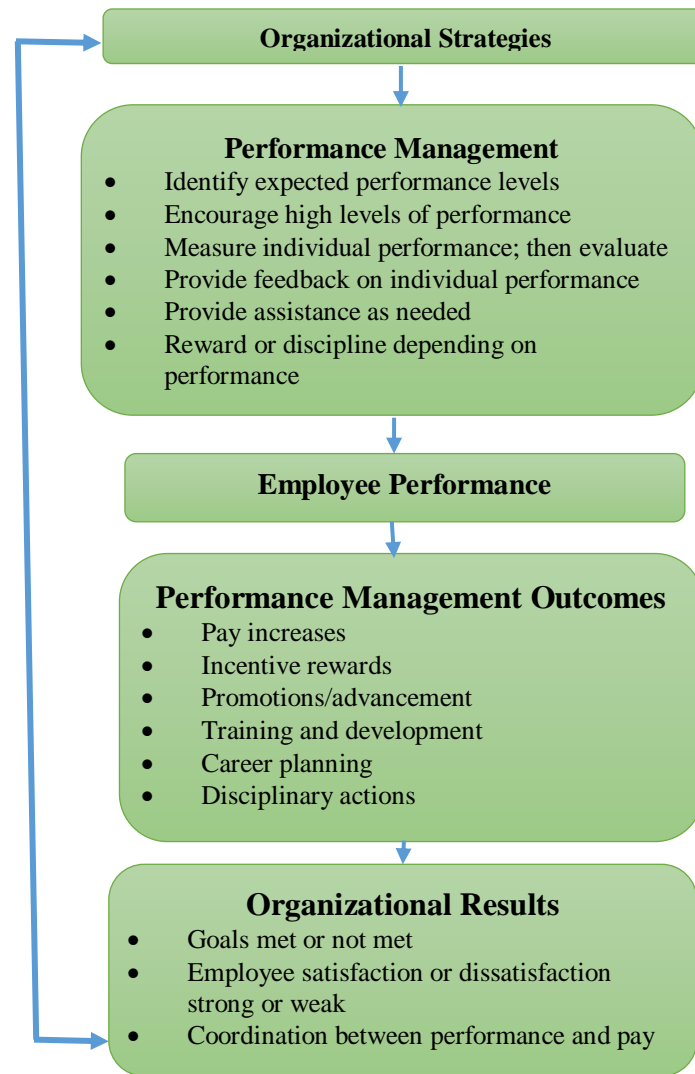 Organizational Strategies
Performance Management
• Identify expected performance levels
• Encourage high levels of performance
• Measure individual performance; then evaluate
• Provide feedback on individual performance
• Provide assistance as needed
• Reward or discipline depending on
performance
Employee Performance
Performance Management Outcomes
• Pay increases
• Incentive rewards
• Promotions/advancement
• Training and development
• Career planning
• Disciplinary actions
Organizational Results
• Goals met or not met
• Employee satisfaction or dissatisfaction
strong or weak
• Coordination between performance and pay